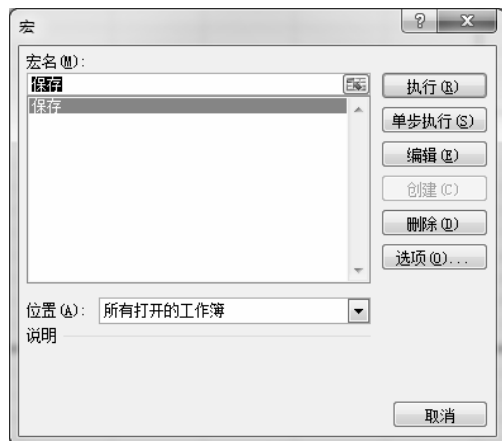 宏
宏名(M):
保存
保存
执行(R)
单步执行(S)
编辑(E)
创建(C)
删除(D)
选项(O)...
位置(A): 所有打开的工作簿
说明
取消